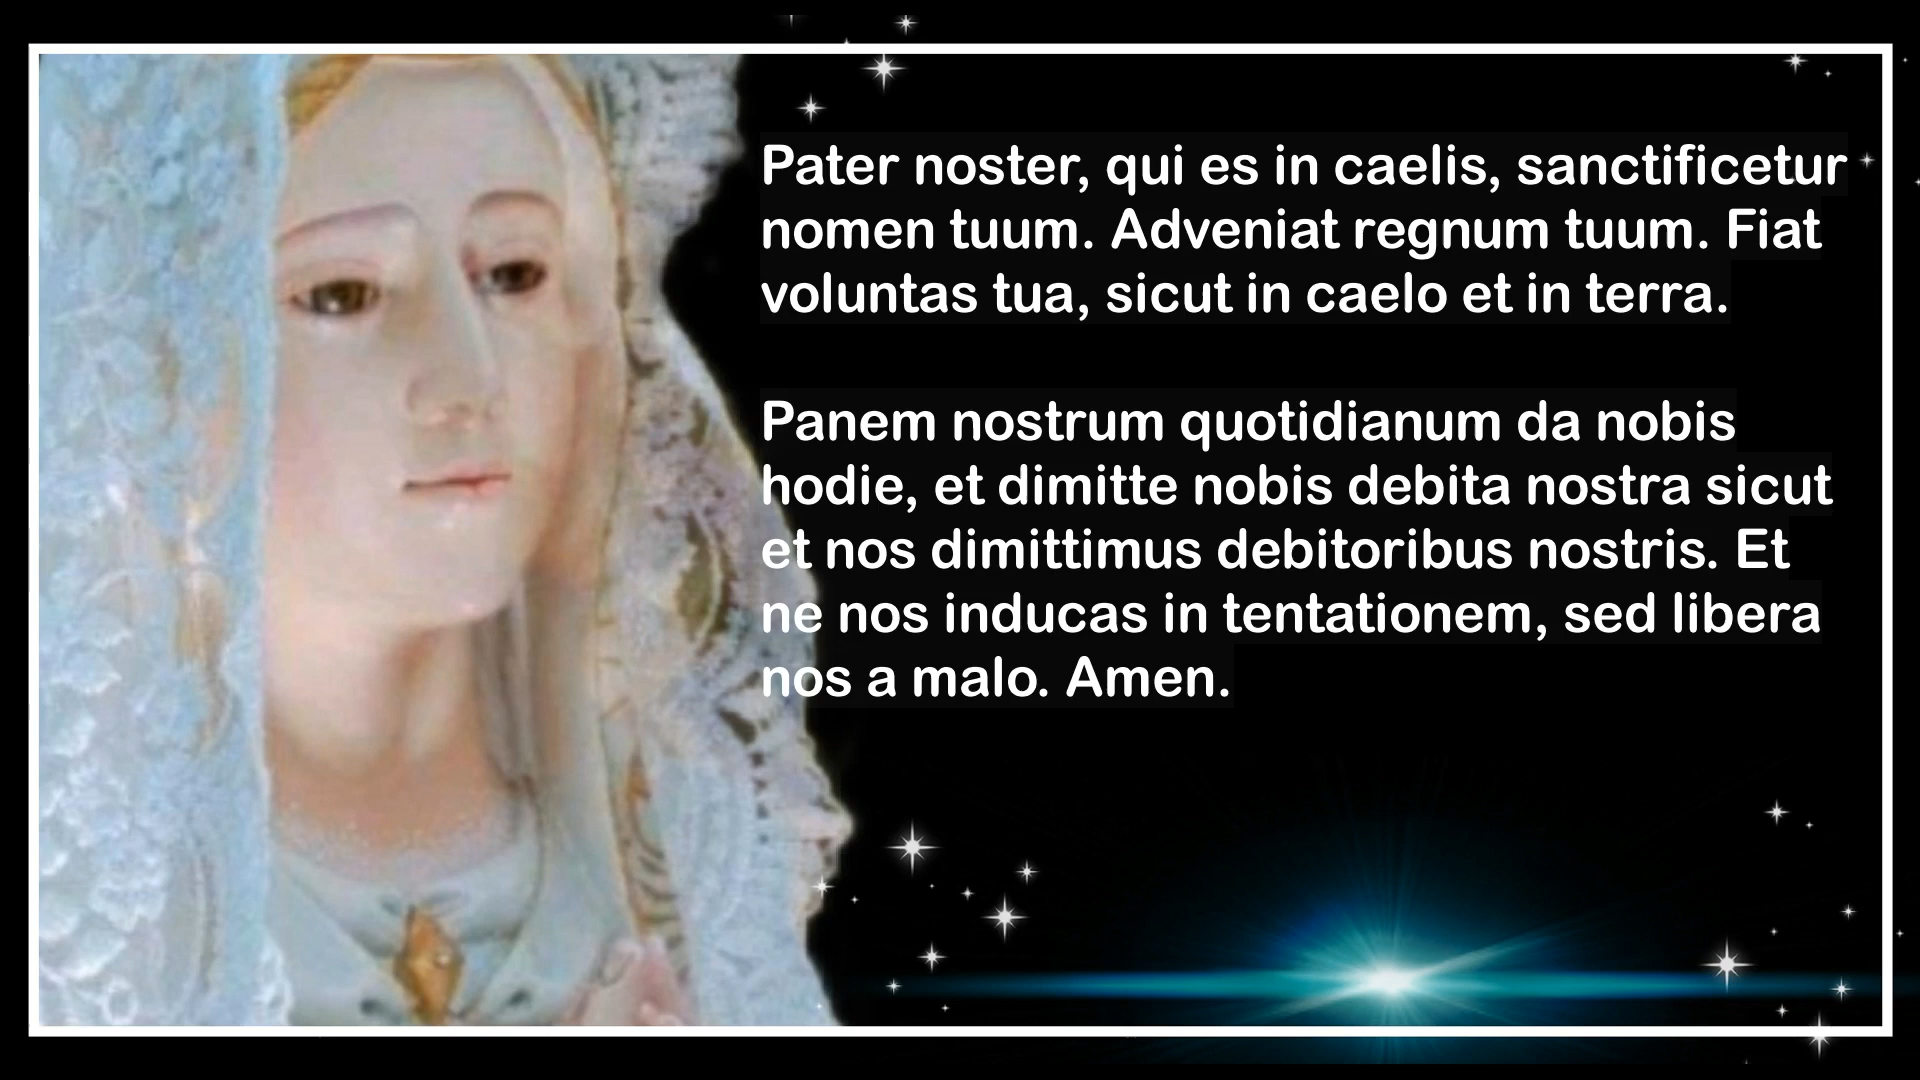 Pater noster, qui es in caelis, sanctificetur
nomen tuum. Adveniat regnum tuum. Fiat
voluntas tua, sicut in caelo et in terra.
Panem nostrum quotidianum da nobis
hodie, et dimitte nobis debita nostra sicut
et nos dimittimus debitoribus nostris. Et
ne nos inducas in tentationem, sed libera
nos a malo. Amen.